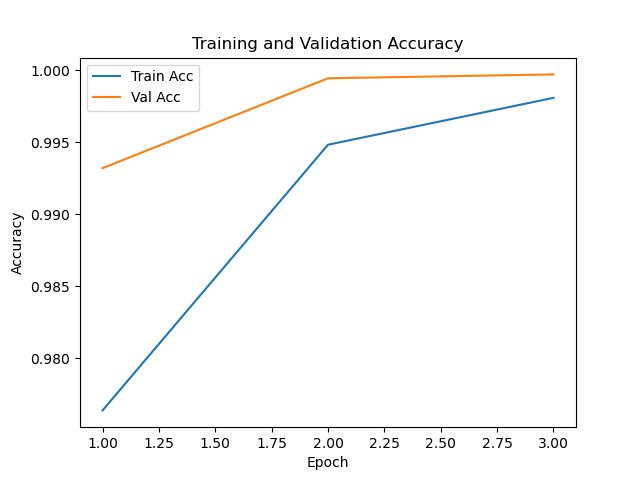 Training and Validation Accuracy
Train Acc
Val Acc
1.000
0.995
0.990
0.985
0.980
Accuracy
1.00 1.25 1.50 1.75 2.00 2.25 2.50 2.75 3.00
Epoch